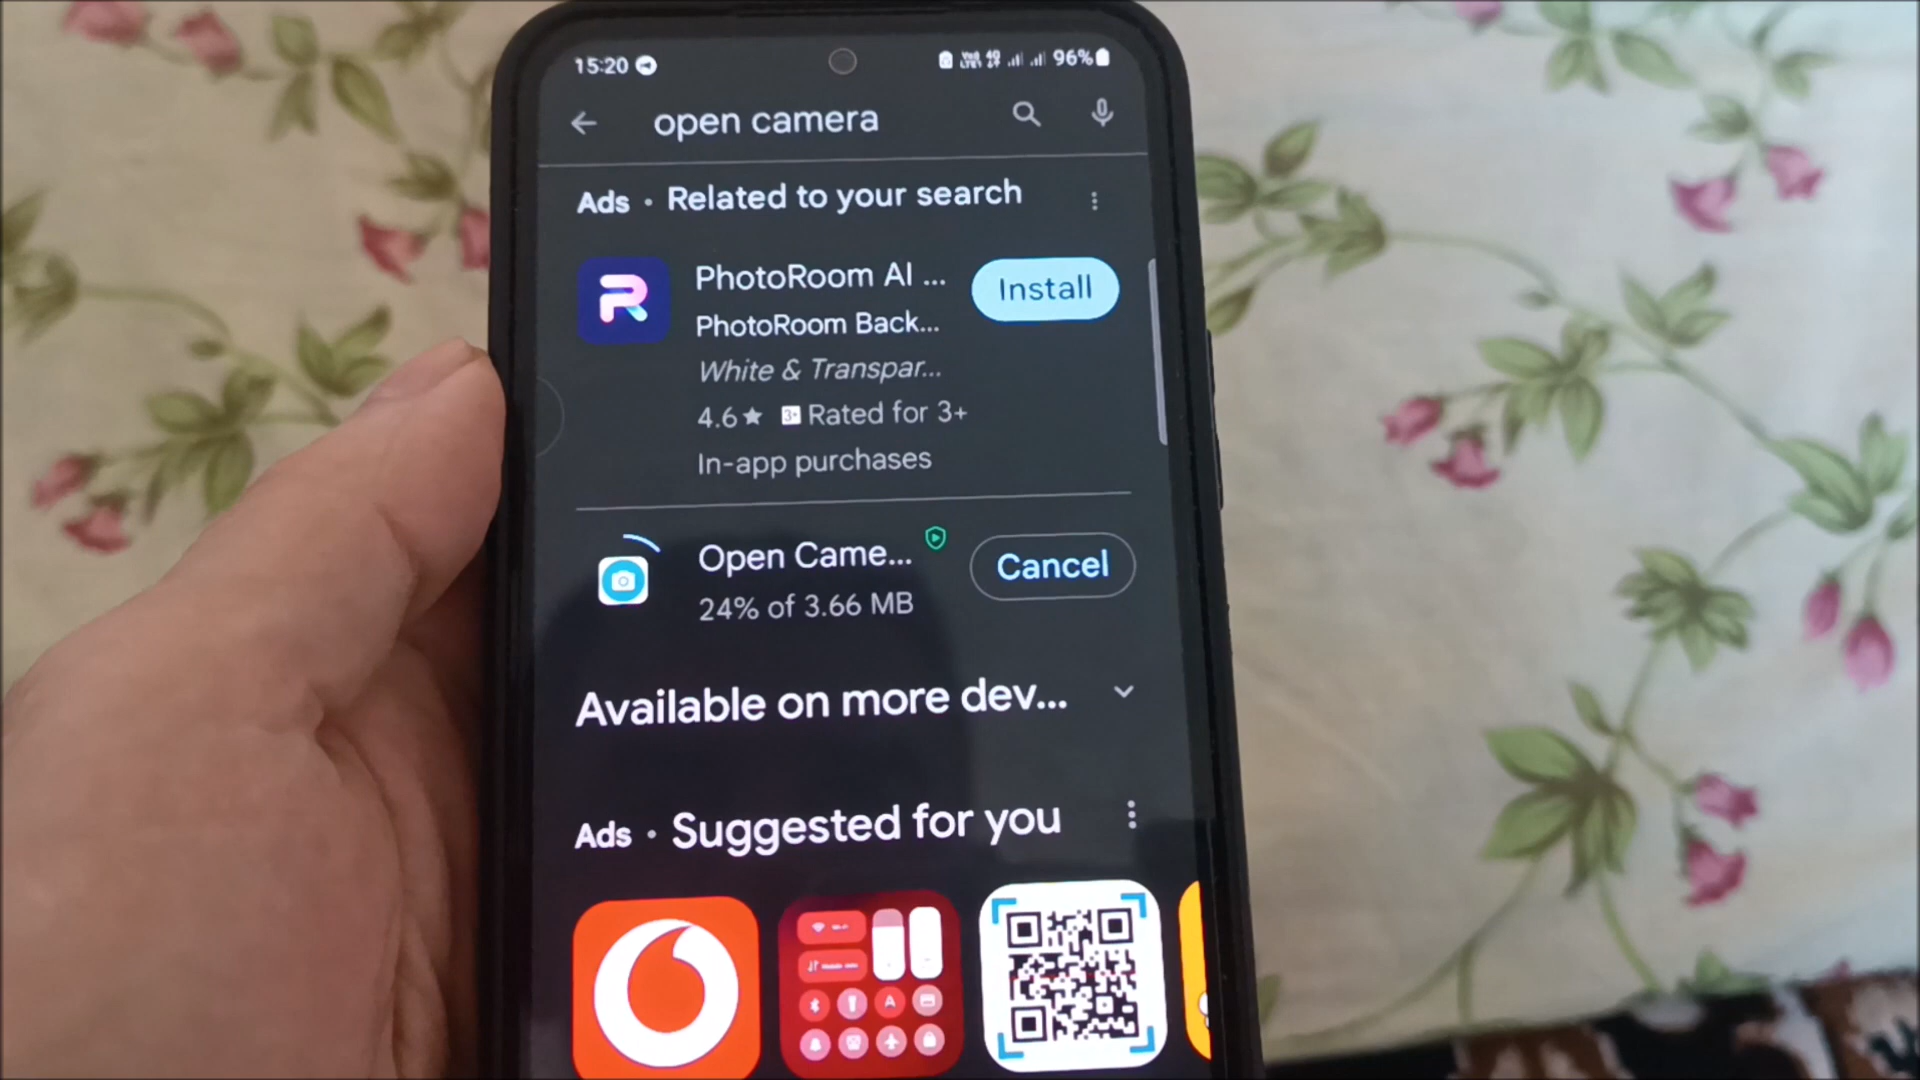 15:20
96%
open camera
Ads • Related to your search
PhotoRoom AI ...
Install
PhotoRoom Back...
White & Transpar...
4.6★ 3+ Rated for 3+
In-app purchases
Open Came...
Cancel
24% of 3.66 MB
Available on more dev...
Ads • Suggested for you